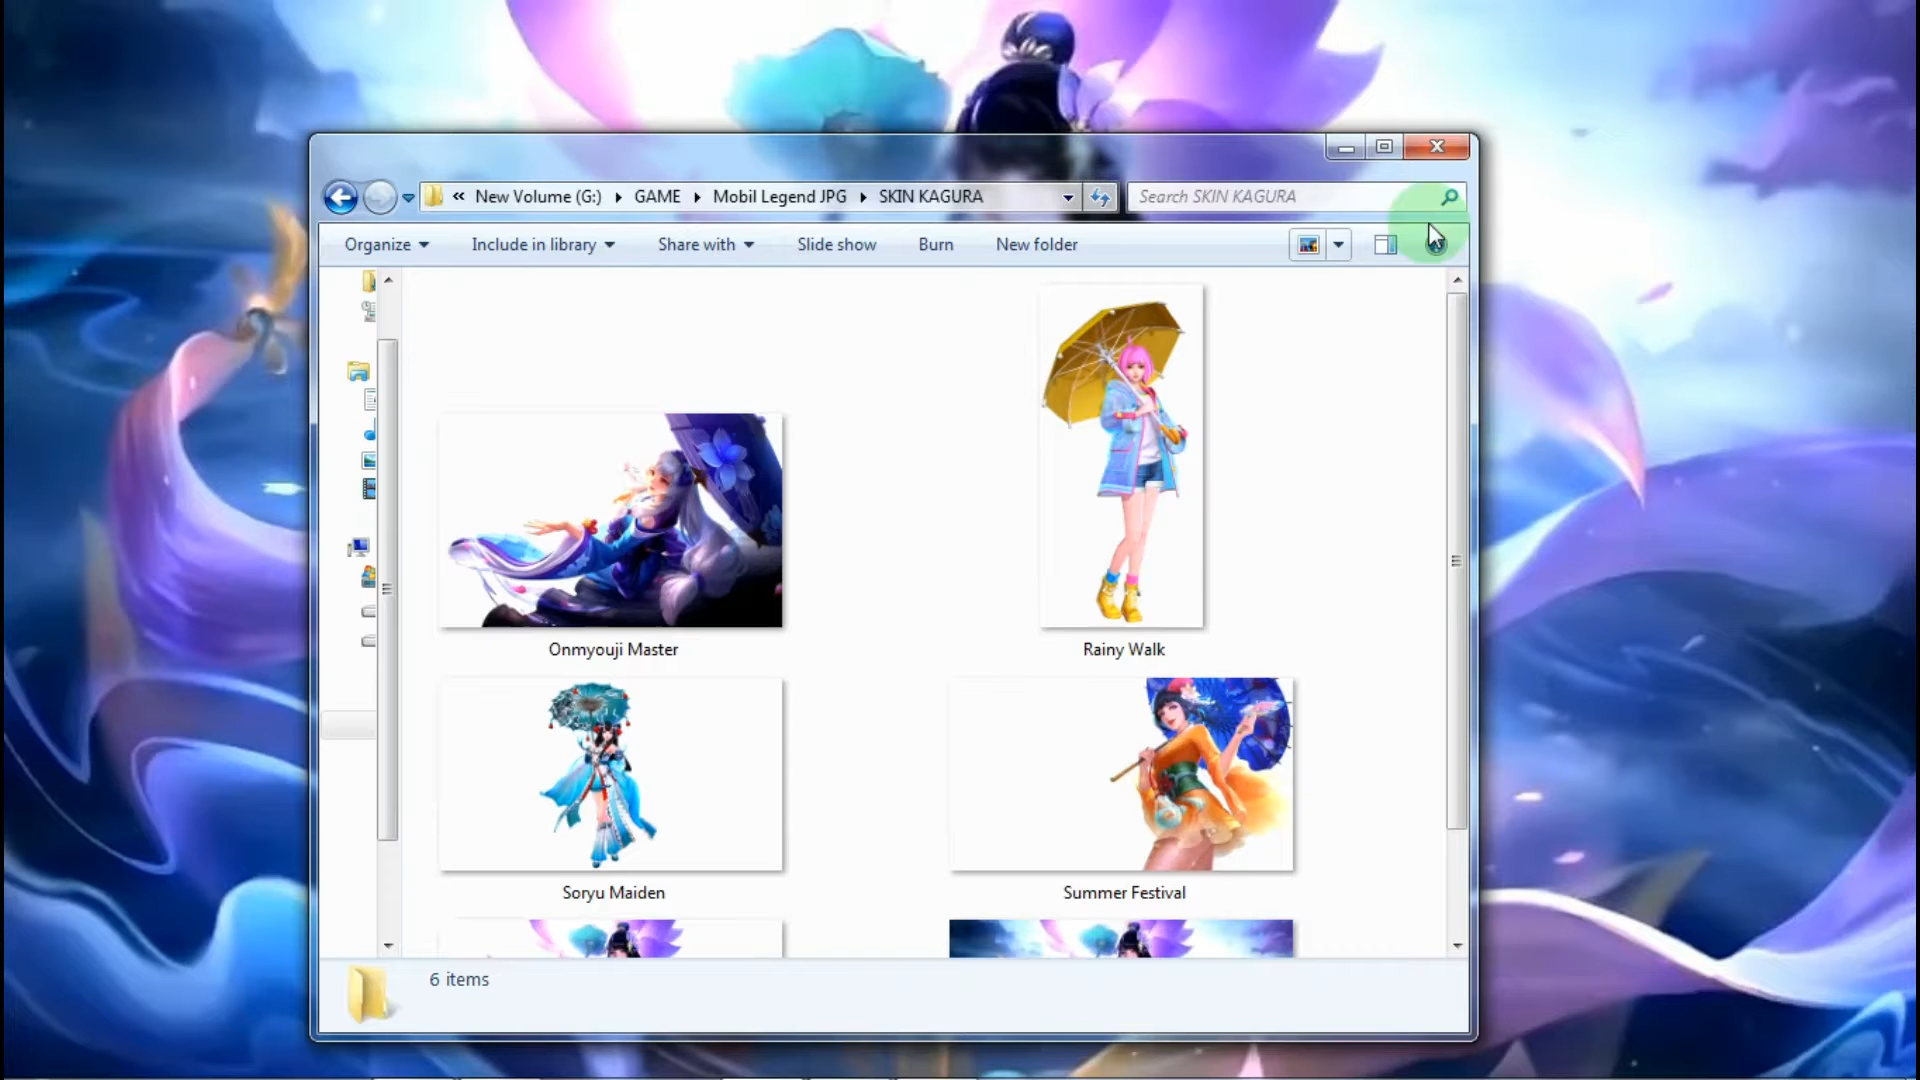 « New Volume (G:) ▸ GAME ▸ Mobil Legend JPG ▸ SKIN KAGURA
Search SKIN KAGURA
Organize Include in library Share with Slide show Burn New folder
Onmyouji Master
Rainy Walk
Soryu Maiden
Summer Festival
6 items